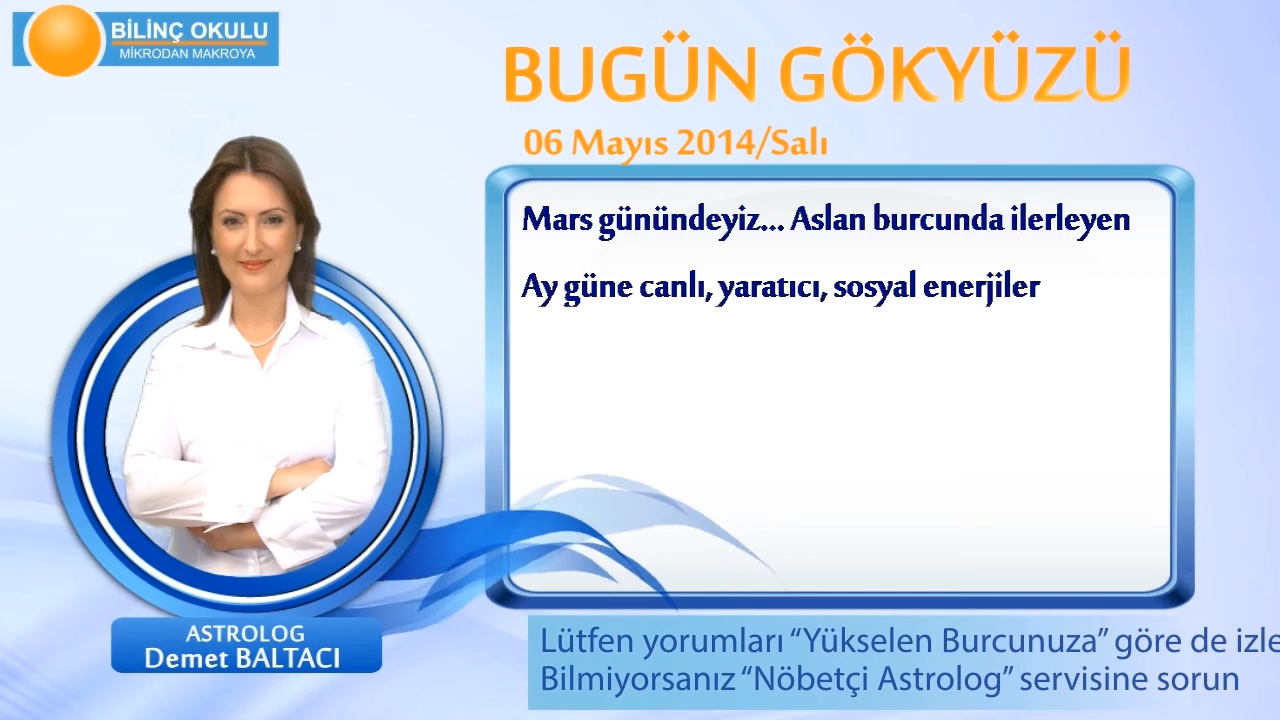 BİLİNÇ OKULU
MİKRODAN MAKROYA
BUGÜN GÖKYÜZÜ
06 Mayıs 2014/Salı
Mars günündeyiz... Aslan burcunda ilerleyen
Ay güne canlı, yaratıcı, sosyal enerjiler
ASTROLOG
Demet BALTACI
Lütfen yorumları “Yükselen Burcunuza” göre de izle
Bilmiyorsanız “Nöbetçi Astrolog” servisine sorun